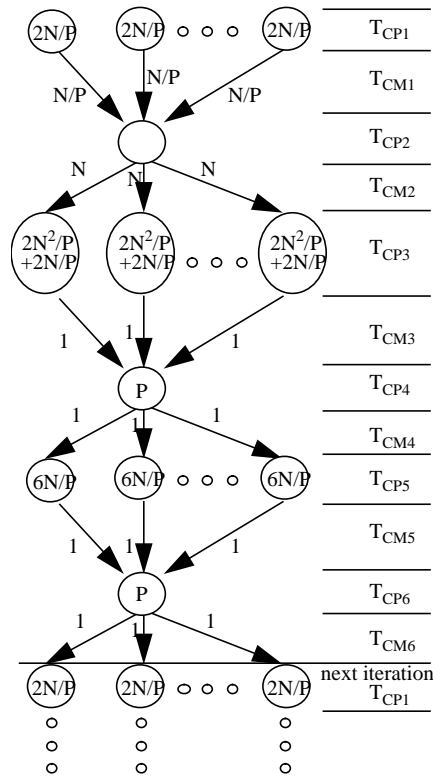 2N/P 2N/P 2N/P T_CP1
N/P N/P N/P T_CM1
T_CP2
N N N T_CM2
2N²/P +2N/P 2N²/P +2N/P 2N²/P +2N/P T_CP3
1 1 1 T_CM3
P T_CP4
1 1 1 T_CM4
6N/P 6N/P 6N/P T_CP5
1 1 1 T_CM5
P T_CP6
1 1 1 T_CM6
next iteration
2N/P 2N/P 2N/P T_CP1